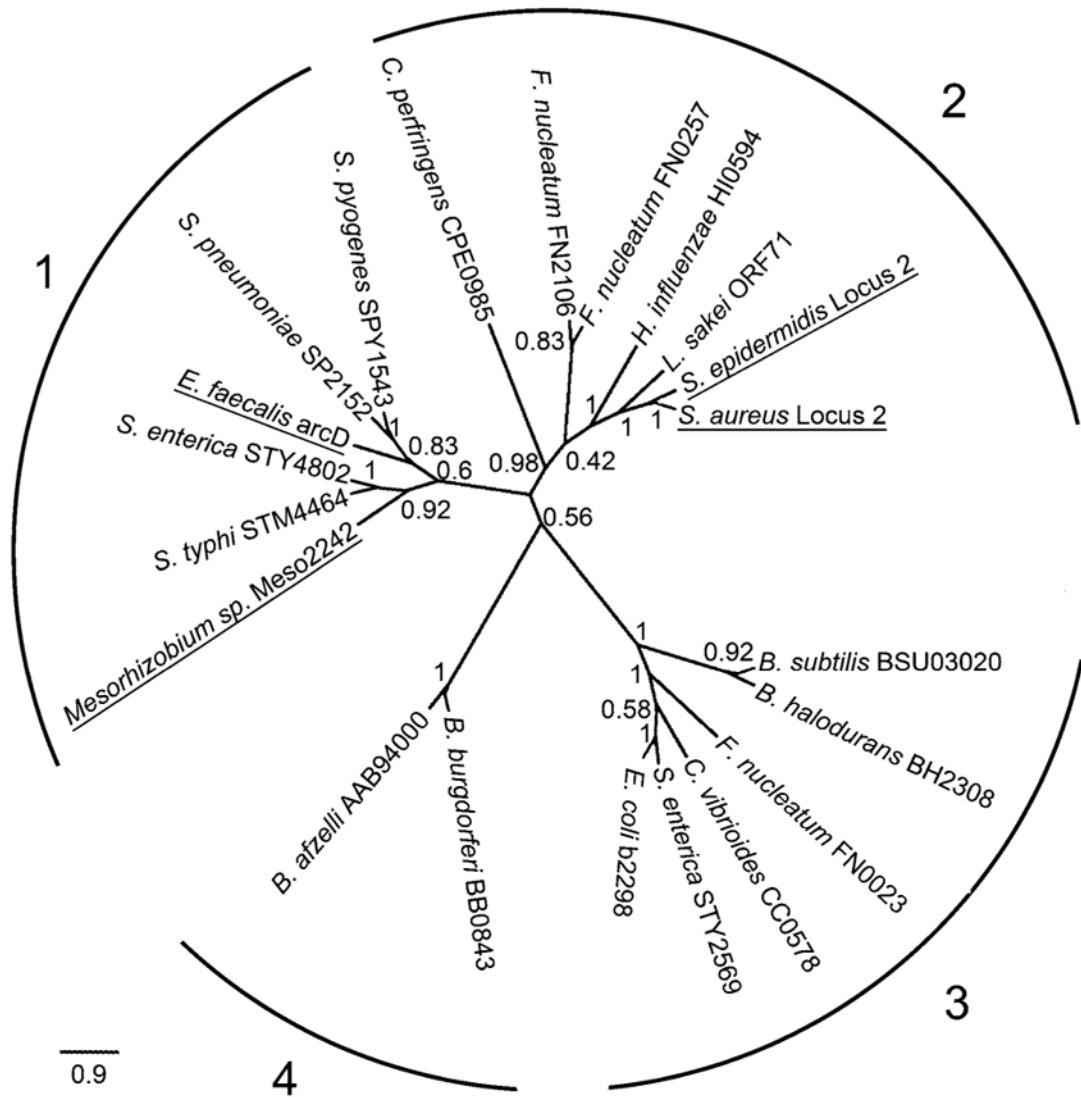 1
2
3
4
C. perfringens CPE0985
F. nucleatum FN2106
F. nucleatum FN0257
H. influenzae HI0594
L. sakei ORF71
S. epidermidis Locus 2
S. aureus Locus 2
S. pyogenes SPY1543
S. pneumoniae SP2152
E. faecalis arcD
S. enterica STY4802
S. typhi STM4464
Mesorhizobium sp. Meso2242
0.83
1
1
1
1
0.83
1
0.6
0.92
0.98
0.42
0.56
1
0.92
1
0.58
1
1
B. subtilis BSU03020
B. halodurans BH2308
F. nucleatum FN0023
C. vibrioides CC0578
S. enterica STY2569
E. coli b2298
B. burgdorferi BB0843
B. afzelli AAB94000
0.9